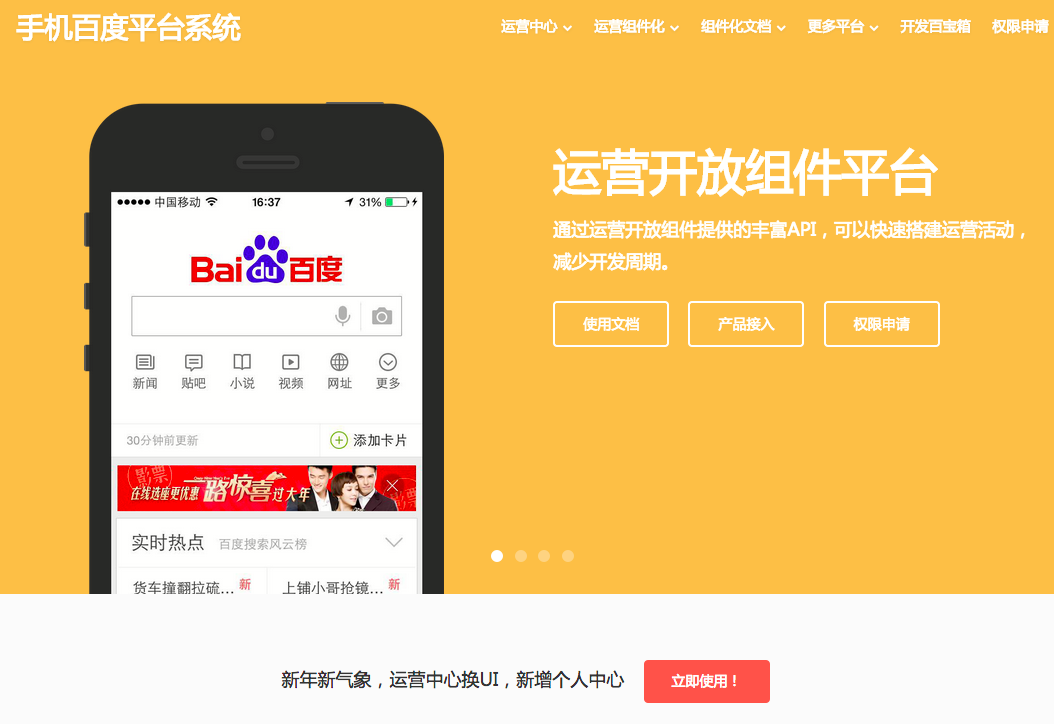 手机百度平台系统
运营中心
运营组件化
组件化文档
更多平台
开发百宝箱
权限申请
中国移动
16:37
31%
Bai du 百度
新闻
贴吧
小说
视频
网址
更多
30分钟前更新
添加卡片
影票
在线选座更优惠
一路惊喜过大年
实时热点
百度搜索风云榜
货车撞翻拉硫...
新
上铺小哥抢镜...
新
运营开放组件平台
通过运营开放组件提供的丰富API，可以快速搭建运营活动，
减少开发周期。
使用文档
产品接入
权限申请
新年新气象，运营中心换UI，新增个人中心
立即使用！